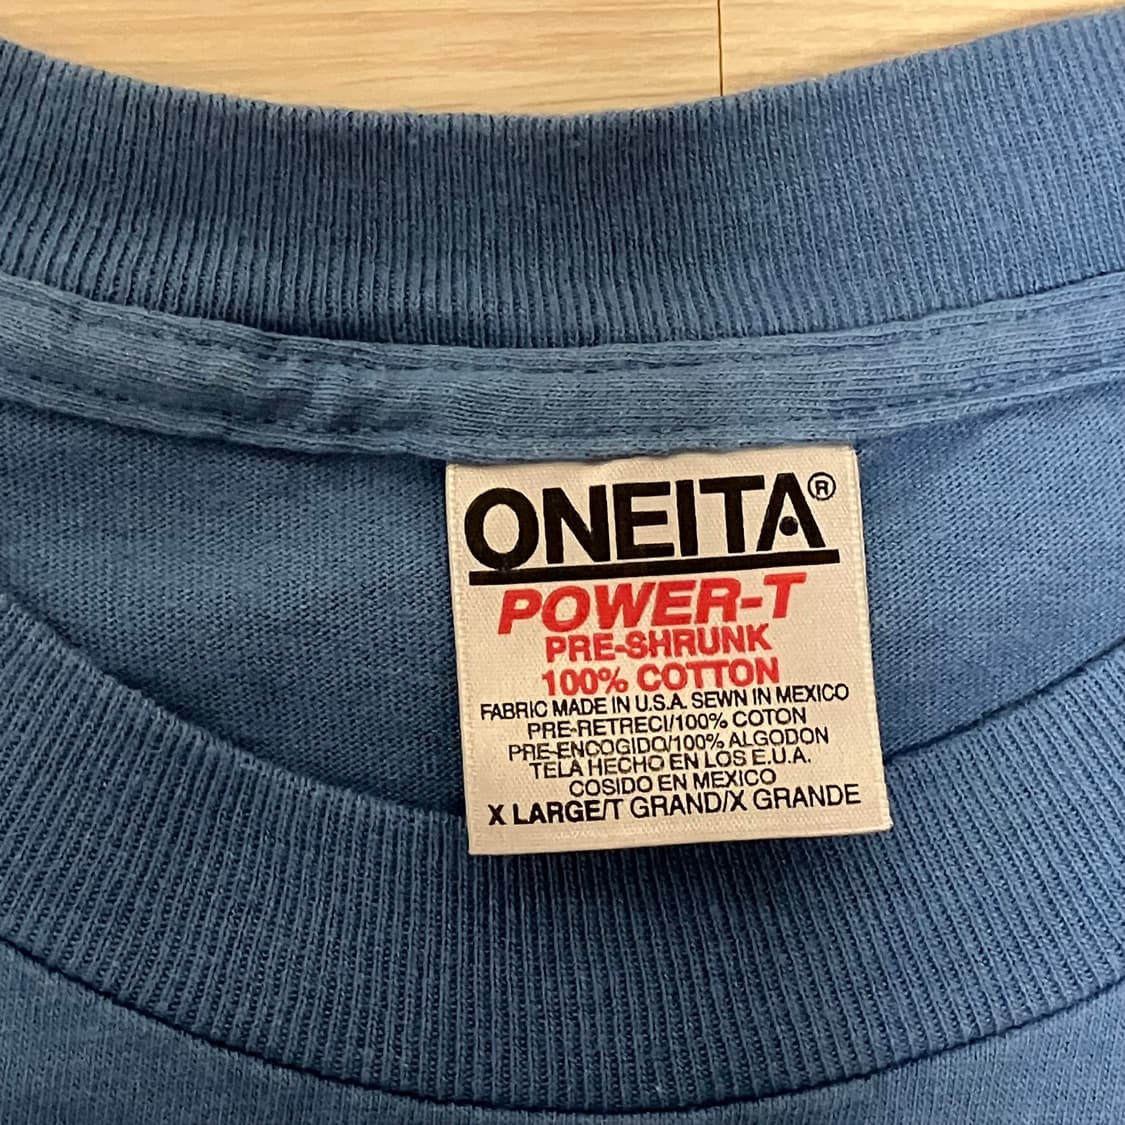 ONEITA®
POWER-T
PRE-SHRUNK
100% COTTON
FABRIC MADE IN U.S.A. SEWN IN MEXICO
PRE-RETRECI/100% COTON
PRE-ENCOGIDO/100% ALGODON
TELA HECHO EN LOS E.U.A.
COSIDO EN MEXICO
X LARGE/T GRAND/X GRANDE